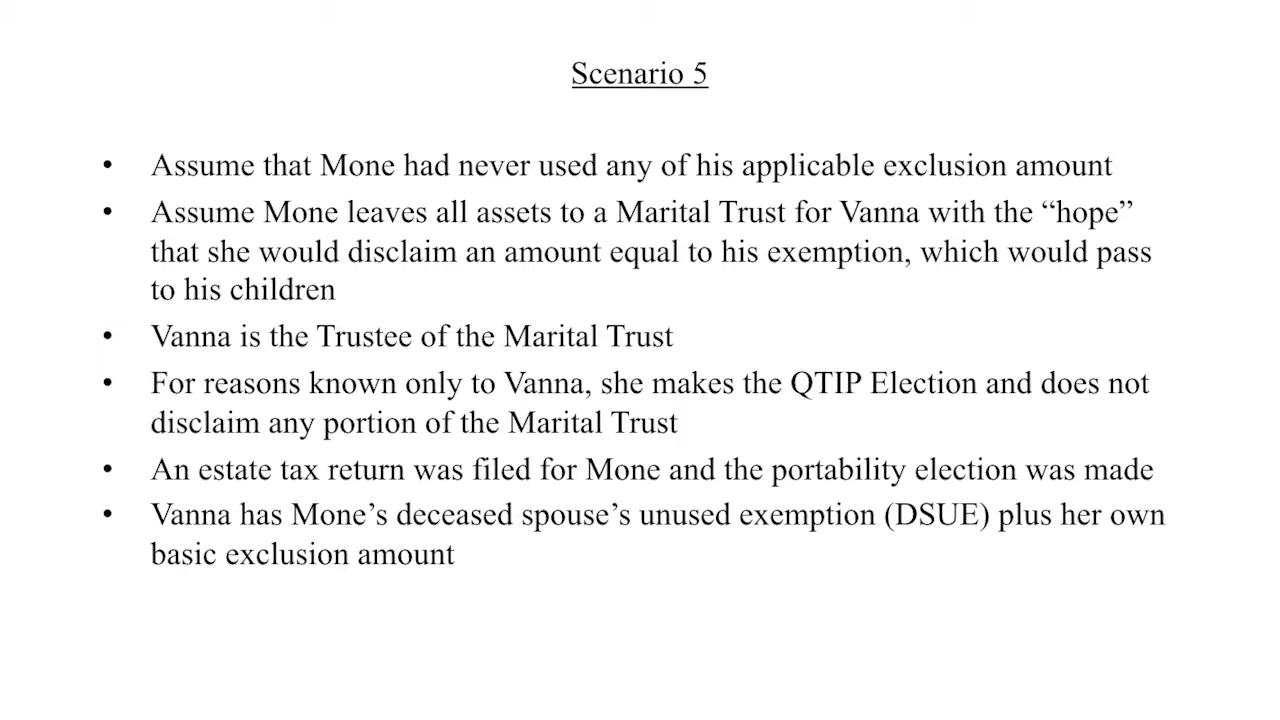 Scenario 5
• Assume that Mone had never used any of his applicable exclusion amount
• Assume Mone leaves all assets to a Marital Trust for Vanna with the “hope”
that she would disclaim an amount equal to his exemption, which would pass
to his children
• Vanna is the Trustee of the Marital Trust
• For reasons known only to Vanna, she makes the QTIP Election and does not
disclaim any portion of the Marital Trust
• An estate tax return was filed for Mone and the portability election was made
• Vanna has Mone’s deceased spouse’s unused exemption (DSUE) plus her own
basic exclusion amount